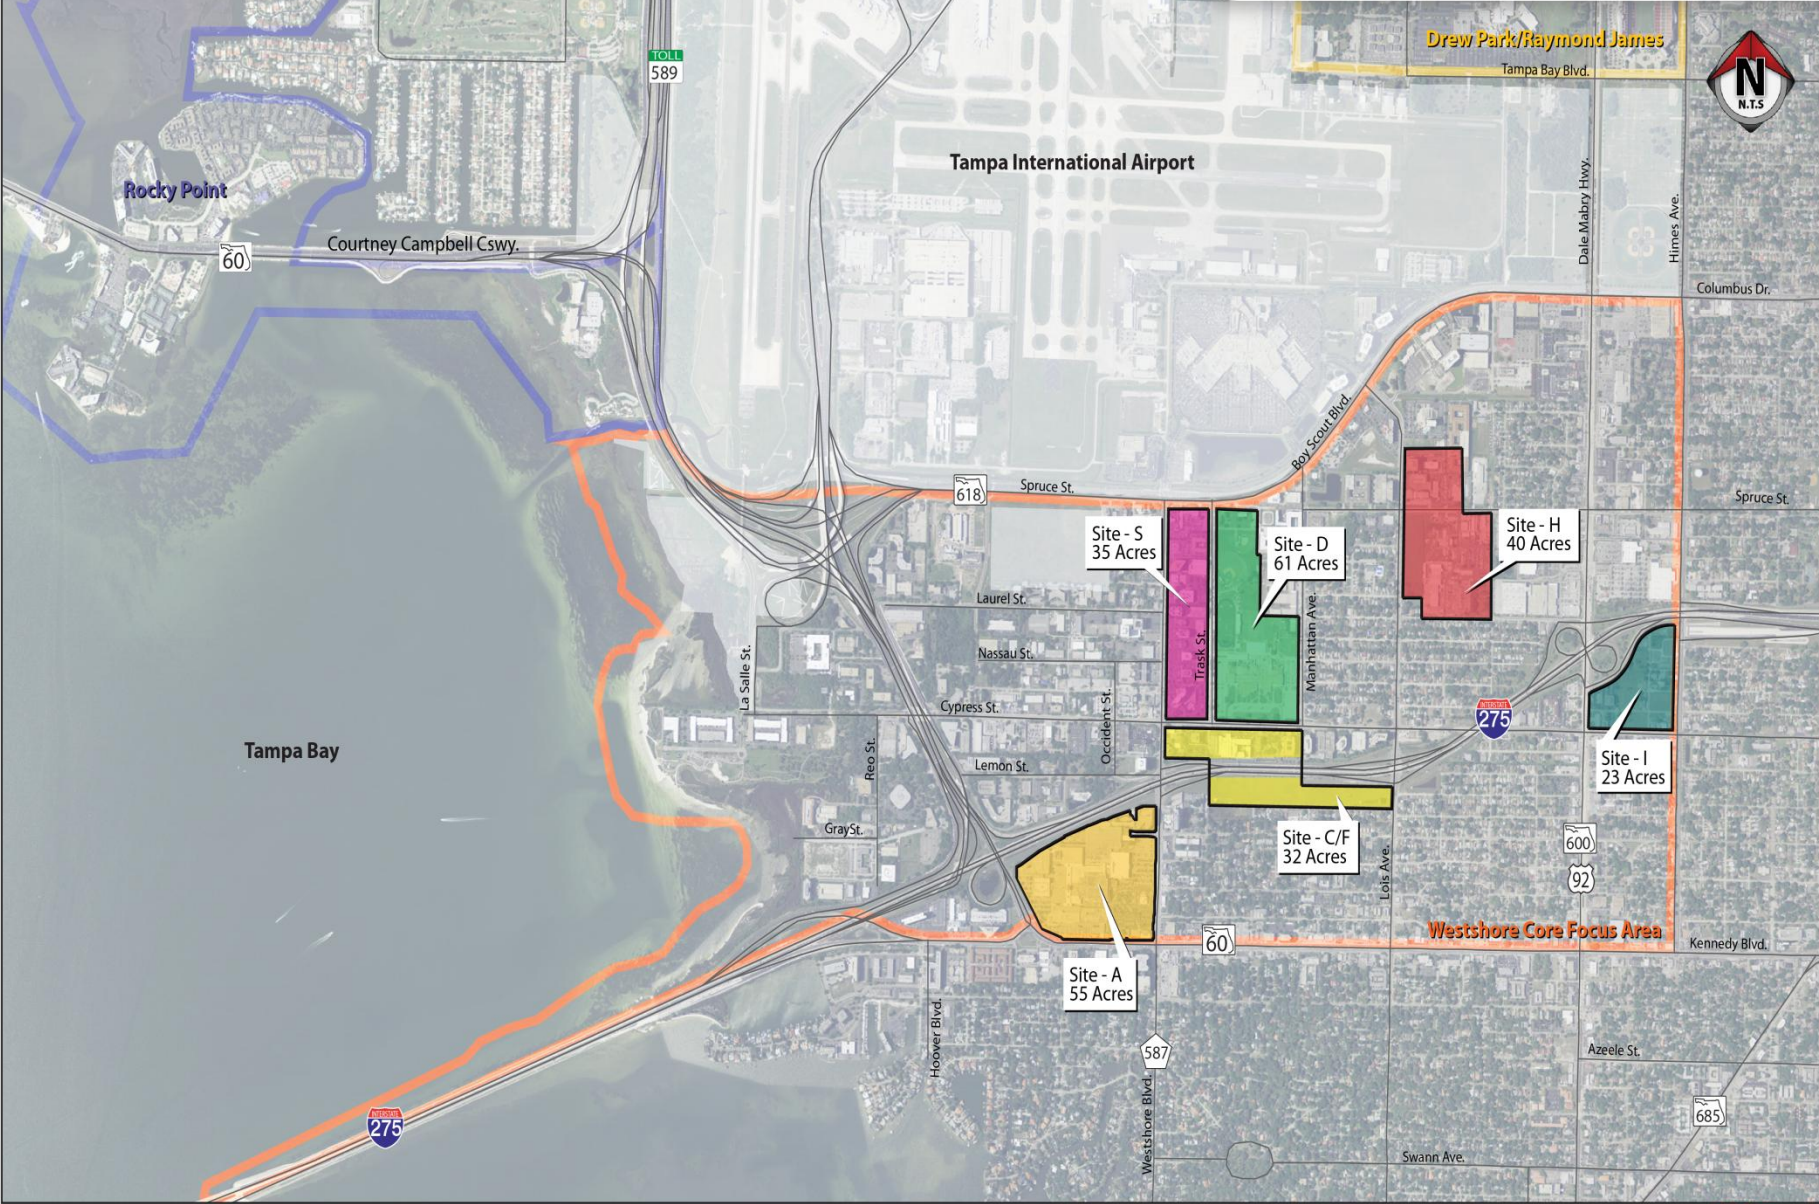 Drew Park/Raymond James
Tampa Bay Blvd.
N
N.T.S
TOLL
589
Tampa International Airport
Rocky Point
Courtney Campbell Cswy.
60
Dale Mabry Hwy.
Himes Ave.
Columbus Dr.
Boy Scout Blvd.
618
Spruce St.
Spruce St.
Site - S
35 Acres
Site - D
61 Acres
Site - H
40 Acres
Laurel St.
Nassau St.
Trask St.
Manhattan Ave.
La Salle St.
Cypress St.
Occident St.
INTERSTATE
275
Site - I
23 Acres
Tampa Bay
Reo St.
Lemon St.
GraySt.
Site - C/F
32 Acres
Lois Ave.
600
92
Westshore Core Focus Area
60
Kennedy Blvd.
Site - A
55 Acres
Hoover Blvd.
587
Westshore Blvd.
Azeele St.
INTERSTATE
275
685
Swann Ave.